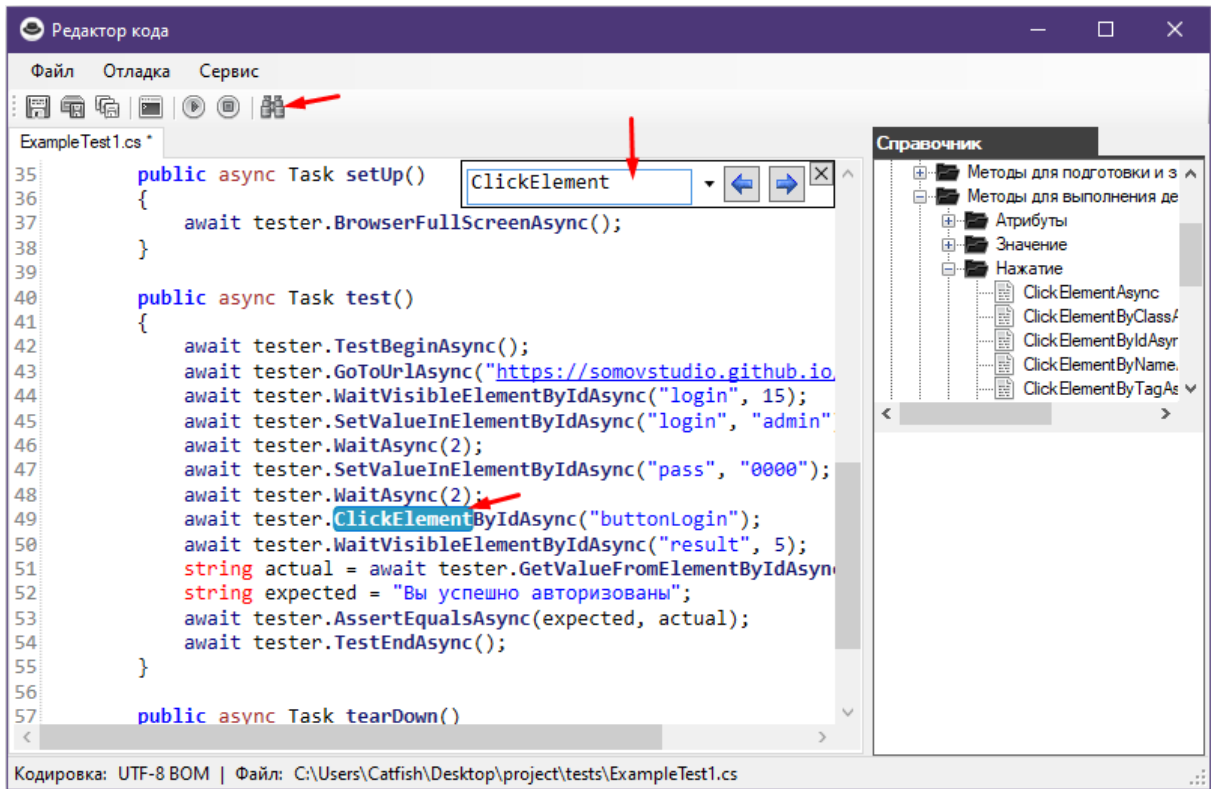 Редактор кода
Файл Отладка Сервис
ExampleTest1.cs *
ClickElement
35 public async Task setUp()
36 {
37 await tester.BrowserFullScreenAsync();
38 }
39
40 public async Task test()
41 {
42 await tester.TestBeginAsync();
43 await tester.GoToUrlAsync("https://somovstudio.github.io
44 await tester.WaitVisibleElementByIdAsync("login", 15);
45 await tester.SetValueInElementByIdAsync("login", "admin"
46 await tester.WaitAsync(2);
47 await tester.SetValueInElementByIdAsync("pass", "0000");
48 await tester.WaitAsync(2);
49 await tester.ClickElementByIdAsync("buttonLogin");
50 await tester.WaitVisibleElementByIdAsync("result", 5);
51 string actual = await tester.GetValueFromElementByIdAsyn
52 string expected = "Вы успешно авторизованы";
53 await tester.AssertEqualsAsync(expected, actual);
54 await tester.TestEndAsync();
55 }
56
57 public async Task tearDown()
Справочник
Методы для подготовки и з
Методы для выполнения де
Атрибуты
Значение
Нажатие
ClickElementAsync
ClickElementByClassA
ClickElementByIdAsyr
ClickElementByName.
ClickElementByTagAs
Кодировка: UTF-8 BOM | Файл: C:\Users\Catfish\Desktop\project\tests\ExampleTest1.cs